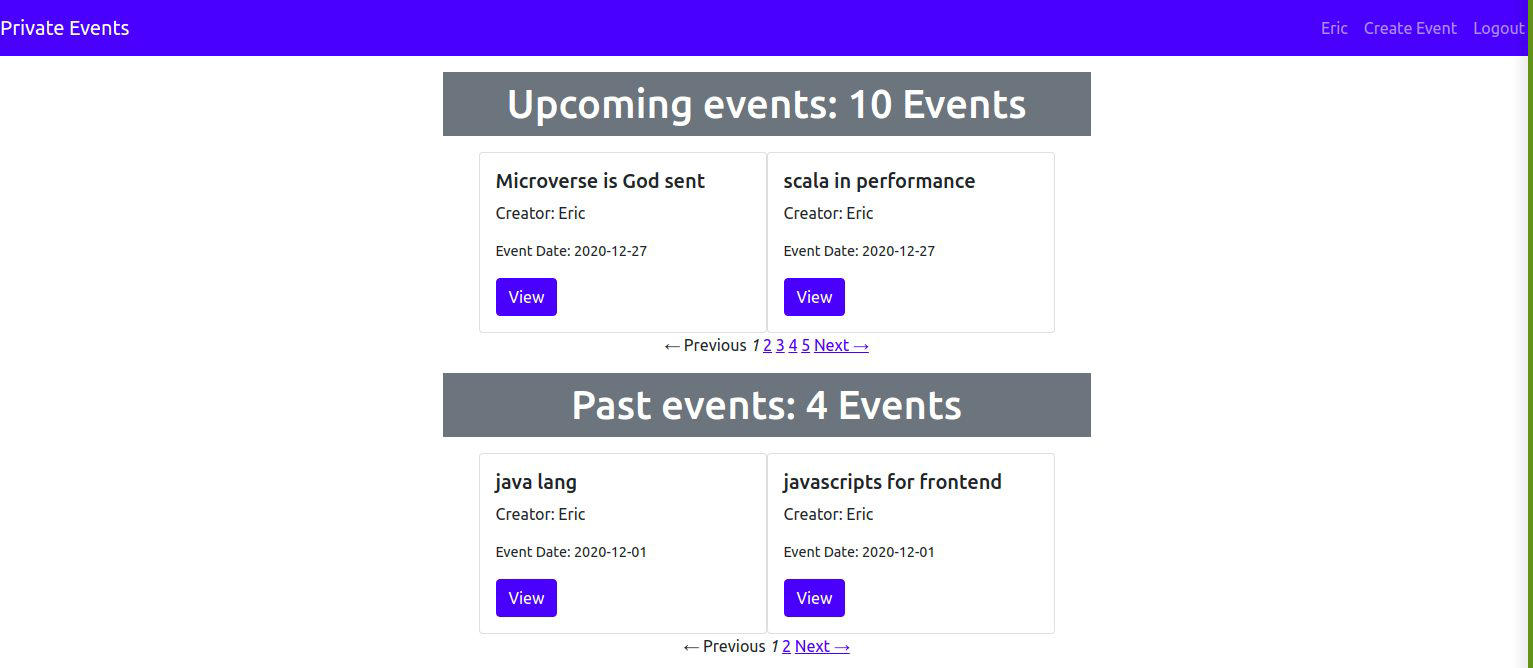 Private Events Eric Create Event Logout
Upcoming events: 10 Events
Microverse is God sent
Creator: Eric
Event Date: 2020-12-27
View
scala in performance
Creator: Eric
Event Date: 2020-12-27
View
← Previous 1 2 3 4 5 Next →
Past events: 4 Events
java lang
Creator: Eric
Event Date: 2020-12-01
View
javascripts for frontend
Creator: Eric
Event Date: 2020-12-01
View
← Previous 1 2 Next →